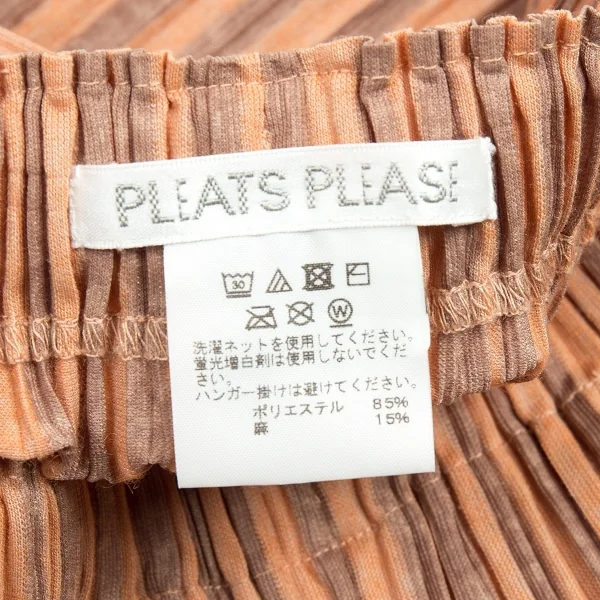 PLEATS PLEASE
30
W
洗濯ネットを使用してください。
蛍光増白剤は使用しないでくだ
さい。
ハンガー掛けは避けてください。
ポリエステル 85%
麻 15%